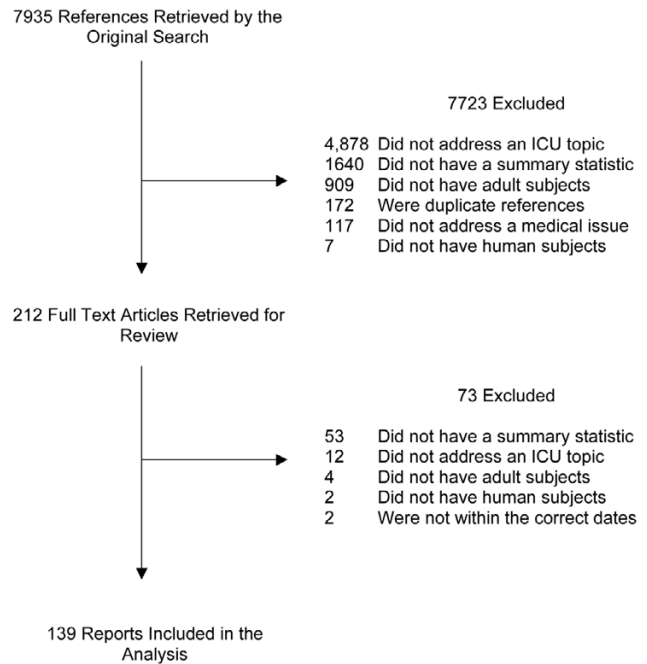 7935 References Retrieved by the
Original Search
7723 Excluded
4,878 Did not address an ICU topic
1640 Did not have a summary statistic
909 Did not have adult subjects
172 Were duplicate references
117 Did not address a medical issue
7 Did not have human subjects
212 Full Text Articles Retrieved for
Review
73 Excluded
53 Did not have a summary statistic
12 Did not address an ICU topic
4 Did not have adult subjects
2 Did not have human subjects
2 Were not within the correct dates
139 Reports Included in the
Analysis